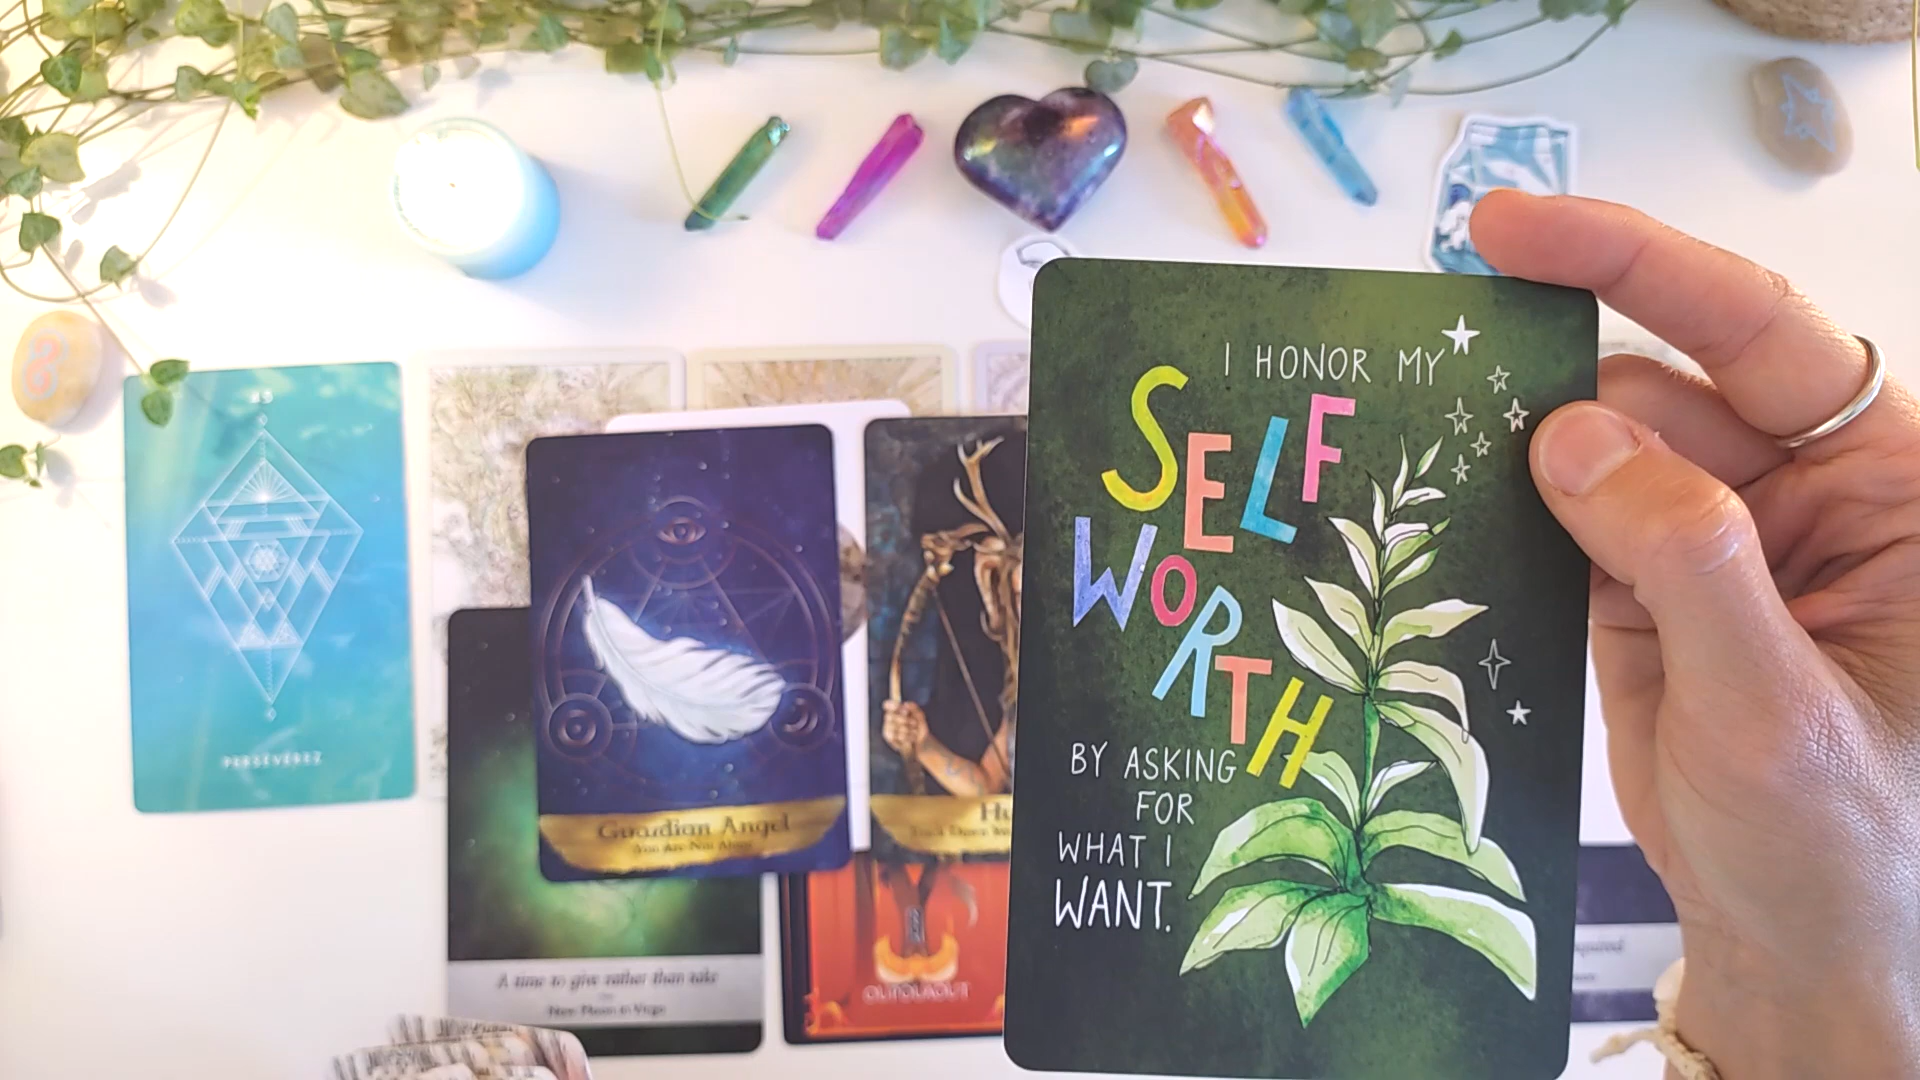 I HONOR MY
SELF
WORTH
BY ASKING
FOR
WHAT I
WANT.
PERSÉVÉREZ
Guardian Angel
You Are Not Alone
Hu
A time to give rather than take
New Moon in Virgo